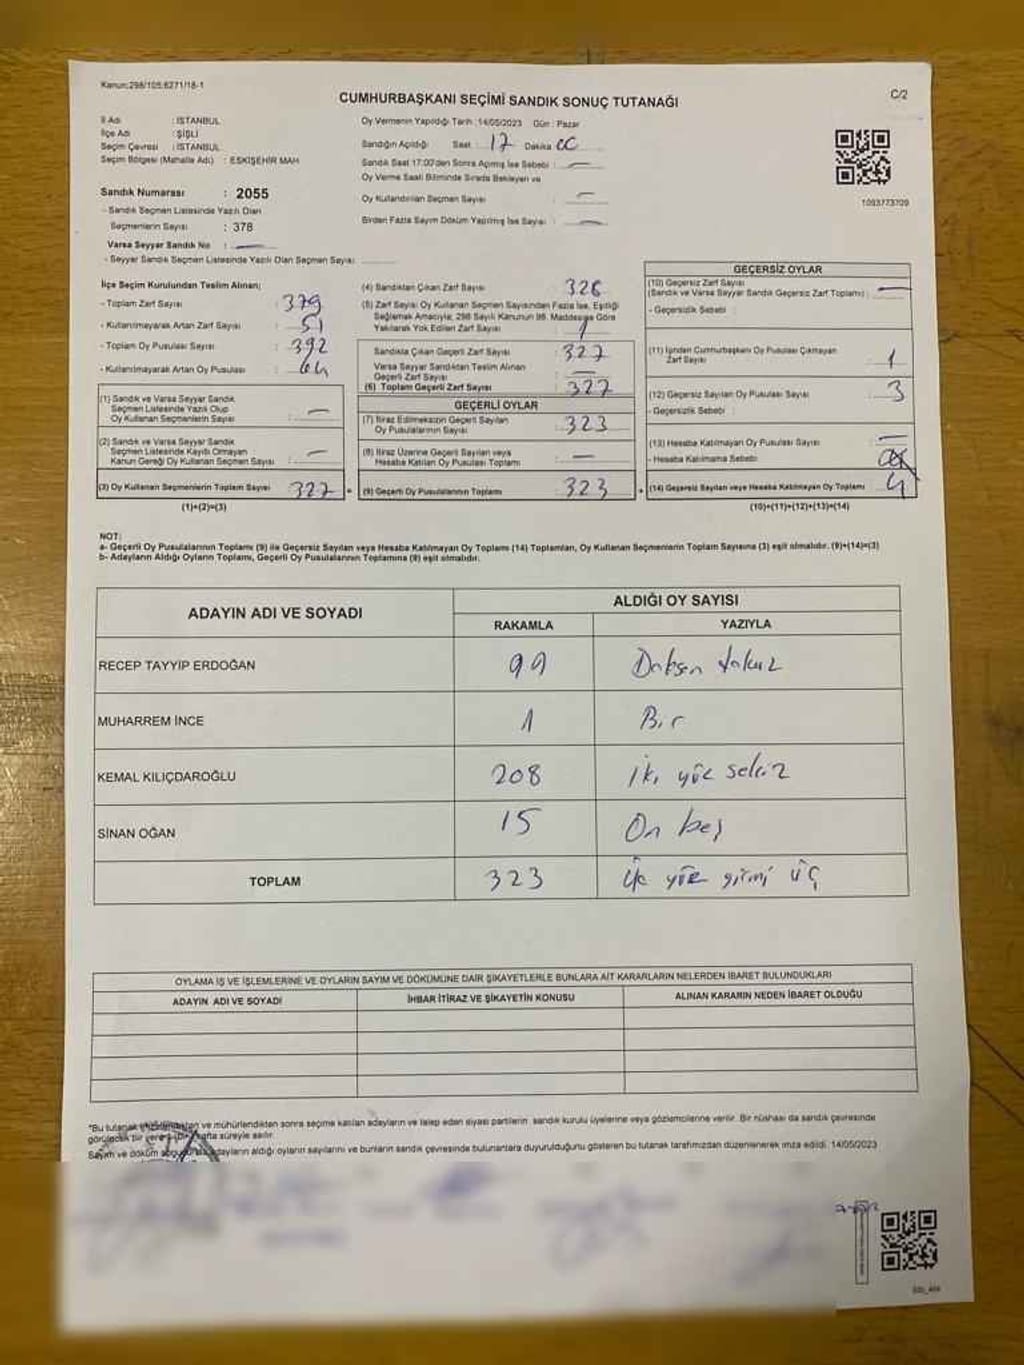 Kanun:298/105;6271/18-1
C/2
CUMHURBAŞKANI SEÇİMİ SANDIK SONUÇ TUTANAĞI
İl Adı : İSTANBUL
İlçe Adı : ŞİŞLİ
Seçim Çevresi : İSTANBUL
Seçim Bölgesi (Mahalle Adı) : ESKİŞEHİR MAH
Sandık Numarası : 2055
- Sandık Seçmen Listesinde Yazılı Olan
Seçmenlerin Sayısı : 378
Varsa Seyyar Sandık No : —
- Seyyar Sandık Seçmen Listesinde Yazılı Olan Seçmen Sayısı
Oy Vermenin Yapıldığı Tarih :14/05/2023 Gün : Pazar
Sandığın Açıldığı Saat : 17 Dakika 00
Sandık Saat 17:00'den Sonra Açılmış İse Sebebi : —
Oy Verme Saati Bitiminde Sırada Bekleyen ve
Oy Kullandırılan Seçmen Sayısı : —
Birden Fazla Sayım Döküm Yapılmış İse Sayısı : —
1093773709
İlçe Seçim Kurulundan Teslim Alınan;
- Toplam Zarf Sayısı : 379
- Kullanılmayarak Artan Zarf Sayısı : 51
- Toplam Oy Pusulası Sayısı : 392
- Kullanılmayarak Artan Oy Pusulası : 64
(1) Sandık ve Varsa Seyyar Sandık
Seçmen Listesinde Yazılı Olup
Oy Kullanan Seçmenlerin Sayısı : —
(2) Sandık ve Varsa Seyyar Sandık
Seçmen Listesinde Kaydı Olmayan
Kanun Gereği Oy Kullanan Seçmen Sayısı : —
(3) Oy Kullanan Seçmenlerin Toplam Sayısı 327
(1)+(2)=(3)
(4) Sandıktan Çıkan Zarf Sayısı : 328
(5) Zarf Sayısı Oy Kullanan Seçmen Sayısından Fazla İse, Eşitliği
Sağlamak Amacıyla; 298 Sayılı Kanunun 98. Maddesine Göre
Yakılarak Yok Edilen Zarf Sayısı : 1
Sandıkta Çıkan Geçerli Zarf Sayısı : 327
Varsa Seyyar Sandıktan Teslim Alınan
Geçerli Zarf Sayısı : —
(6) Toplam Geçerli Zarf Sayısı : 327
GEÇERLİ OYLAR
(7) İtiraz Edilmeksizin Geçerli Sayılan
Oy Pusulalarının Sayısı : 323
(8) İtiraz Üzerine Geçerli Sayılan veya
Hesaba Katılan Oy Pusulası Toplamı : —
(9) Geçerli Oy Pusulalarının Toplamı 323
GEÇERSİZ OYLAR
(10) Geçersiz Zarf Sayısı
(Sandık ve Varsa Seyyar Sandık Geçersiz Zarf Toplamı) : —
- Geçersizlik Sebebi :
(11) İçinden Cumhurbaşkanı Oy Pusulası Çıkmayan
Zarf Sayısı : 1
(12) Geçersiz Sayılan Oy Pusulası Sayısı : 3
- Geçersizlik Sebebi :
(13) Hesaba Katılmayan Oy Pusulası Sayısı : —
- Hesaba Katılmama Sebebi :
(14) Geçersiz Sayılan veya Hesaba Katılmayan Oy Toplamı 4
(10)+(11)+(12)+(13)=(14)
NOT:
a- Geçerli Oy Pusulalarının Toplamı (9) ile Geçersiz Sayılan veya Hesaba Katılmayan Oy Toplamı (14) Toplamları, Oy Kullanan Seçmenlerin Toplam Sayısına (3) eşit olmalıdır. (9)+(14)=(3)
b- Adayların Aldığı Oyların Toplamı, Geçerli Oy Pusulalarının Toplamına (9) eşit olmalıdır.
ADAYIN ADI VE SOYADI
ALDIĞI OY SAYISI
RAKAMLA YAZIYLA
RECEP TAYYİP ERDOĞAN 99 Doksan dokuz
MUHARREM İNCE 1 Bir
KEMAL KILIÇDAROĞLU 208 iki yüz sekiz
SİNAN OĞAN 15 On beş
TOPLAM 323 Üç yüz yirmi üç
OYLAMA İŞ VE İŞLEMLERİNE VE OYLARIN SAYIM VE DÖKÜMÜNE DAİR ŞİKAYETLERLE BUNLARA AİT KARARLARIN NELERDEN İBARET BULUNDUKLARI
ADAYIN ADI VE SOYADI İHBAR İTİRAZ VE ŞİKAYETİN KONUSU ALINAN KARARIN NEDEN İBARET OLDUĞU
*Bu tutanak düzenlendikten ve mühürlendikten sonra seçime katılan adayların ve talep eden siyasi partilerin sandık kurulu üyelerine veya gözlemcilerine verilir. Bir nüshası da sandık çevresinde
görülecek bir yere bir hafta süreyle asılır.
Sayım ve döküm adayların aldığı oyların sayılarını ve bunların sandık çevresinde bulunanlara duyurulduğunu gösteren bu tutanak tarafımızdan düzenlenerek imza edildi. 14/05/2023